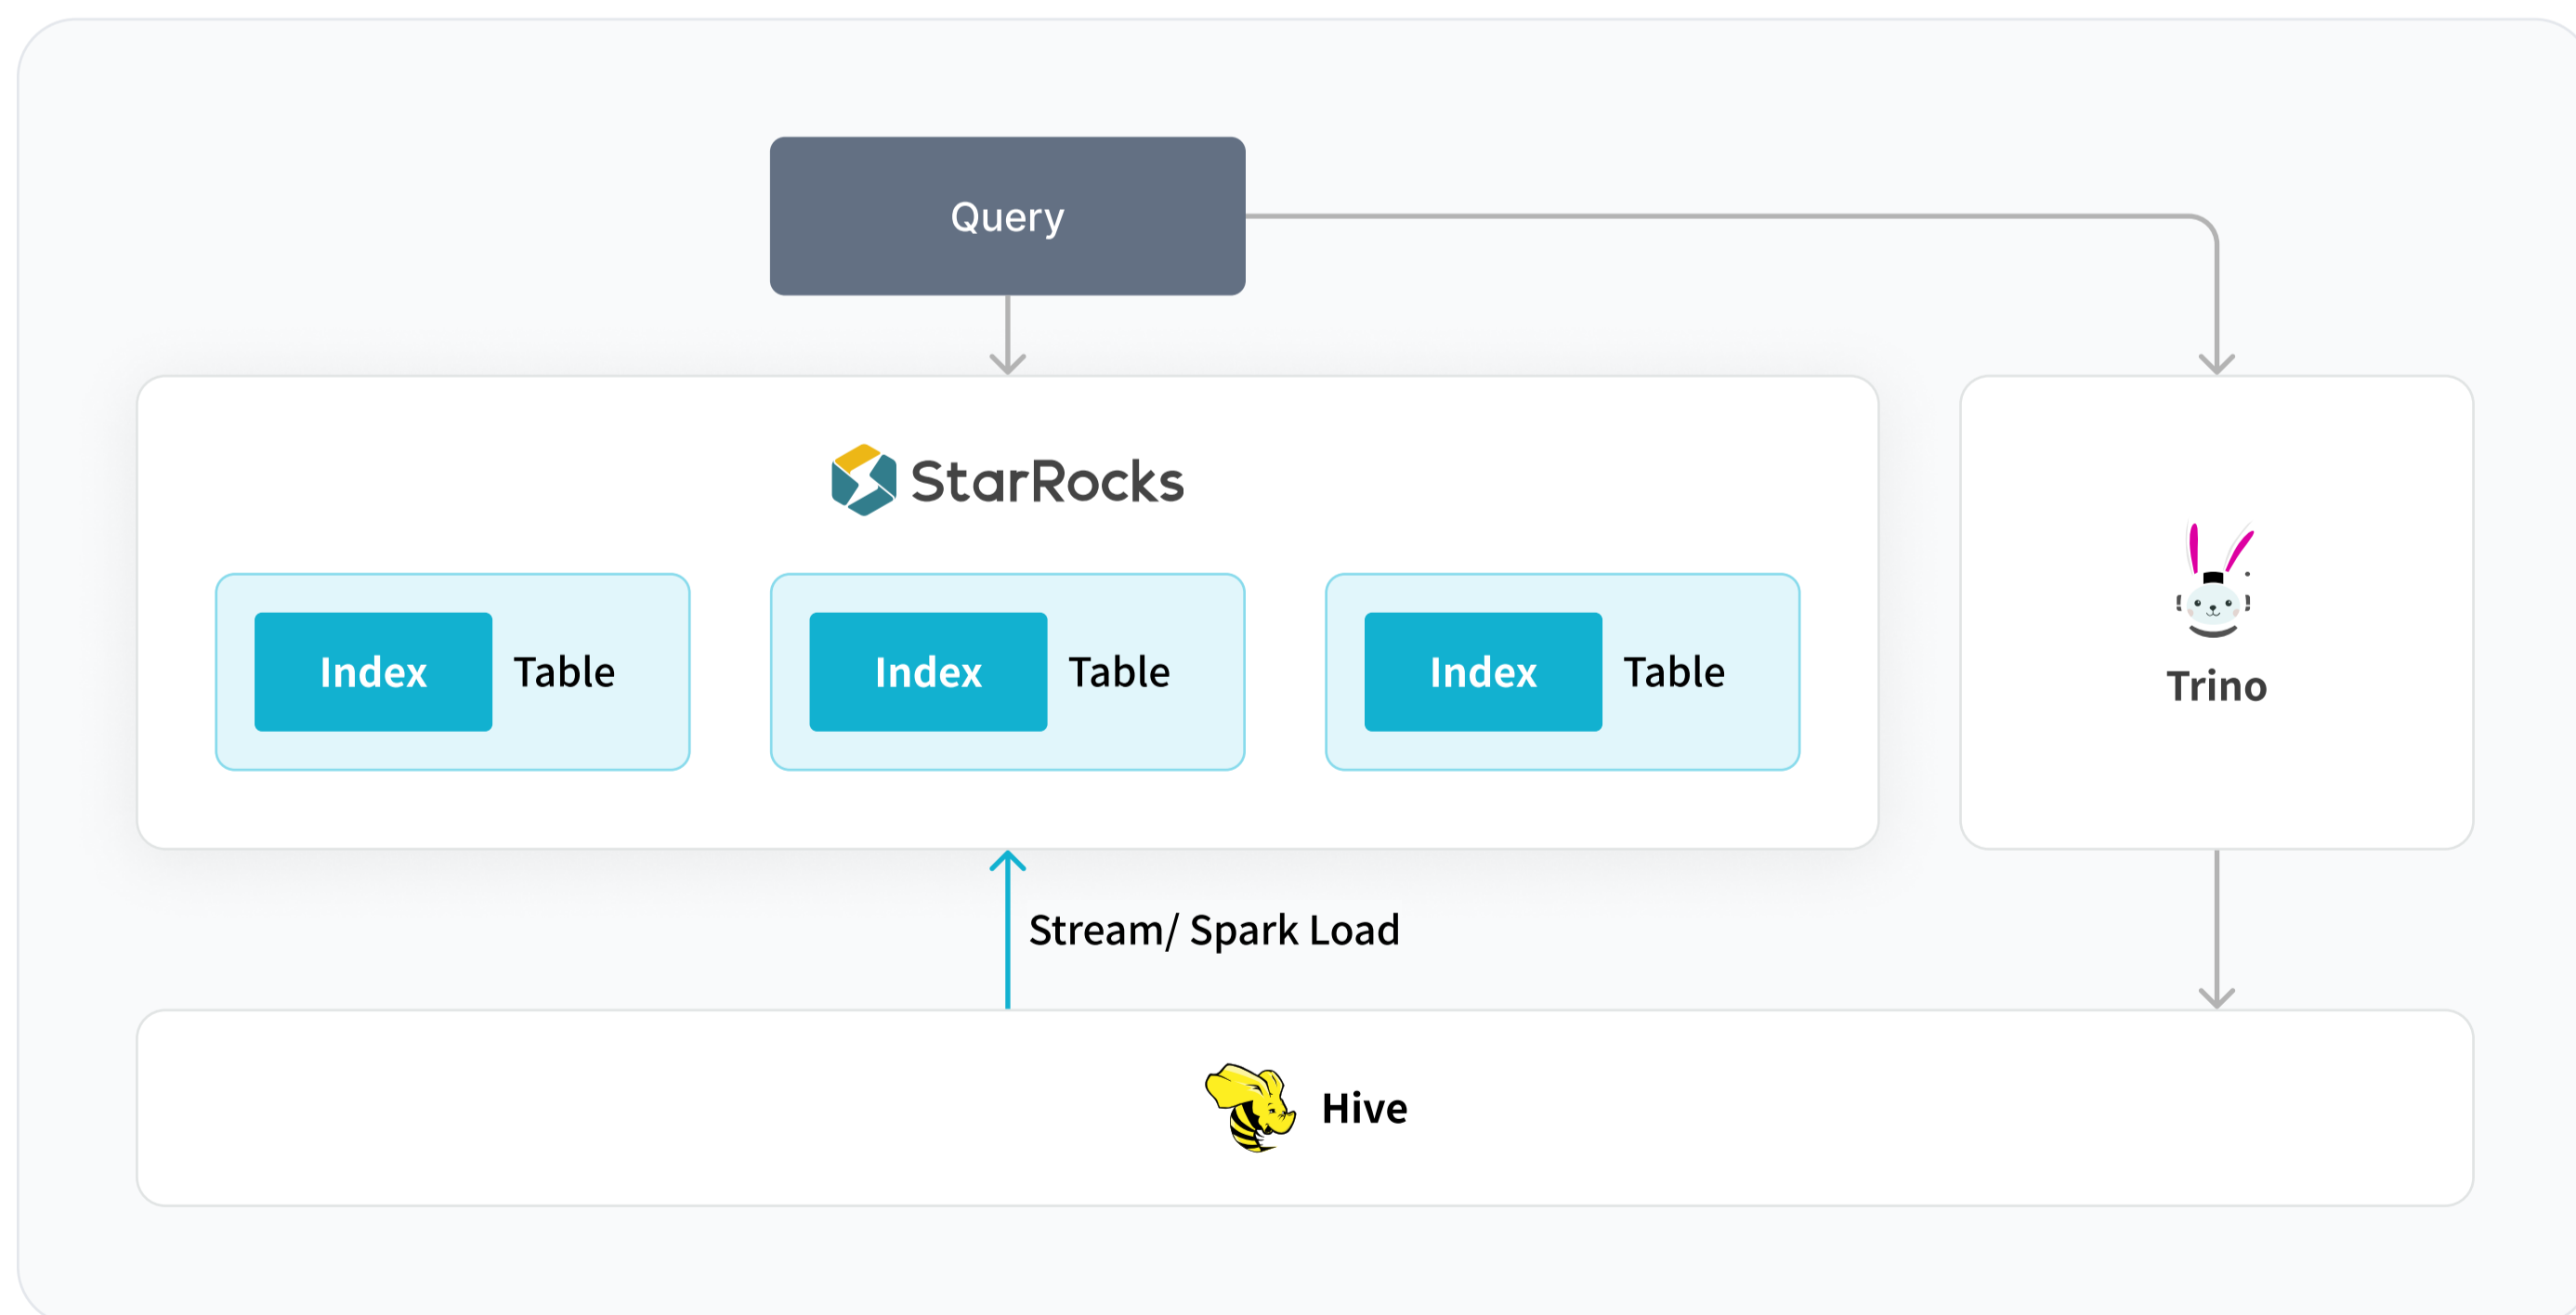 Query
StarRocks
Index Table
Index Table
Index Table
Trino
Stream/ Spark Load
Hive